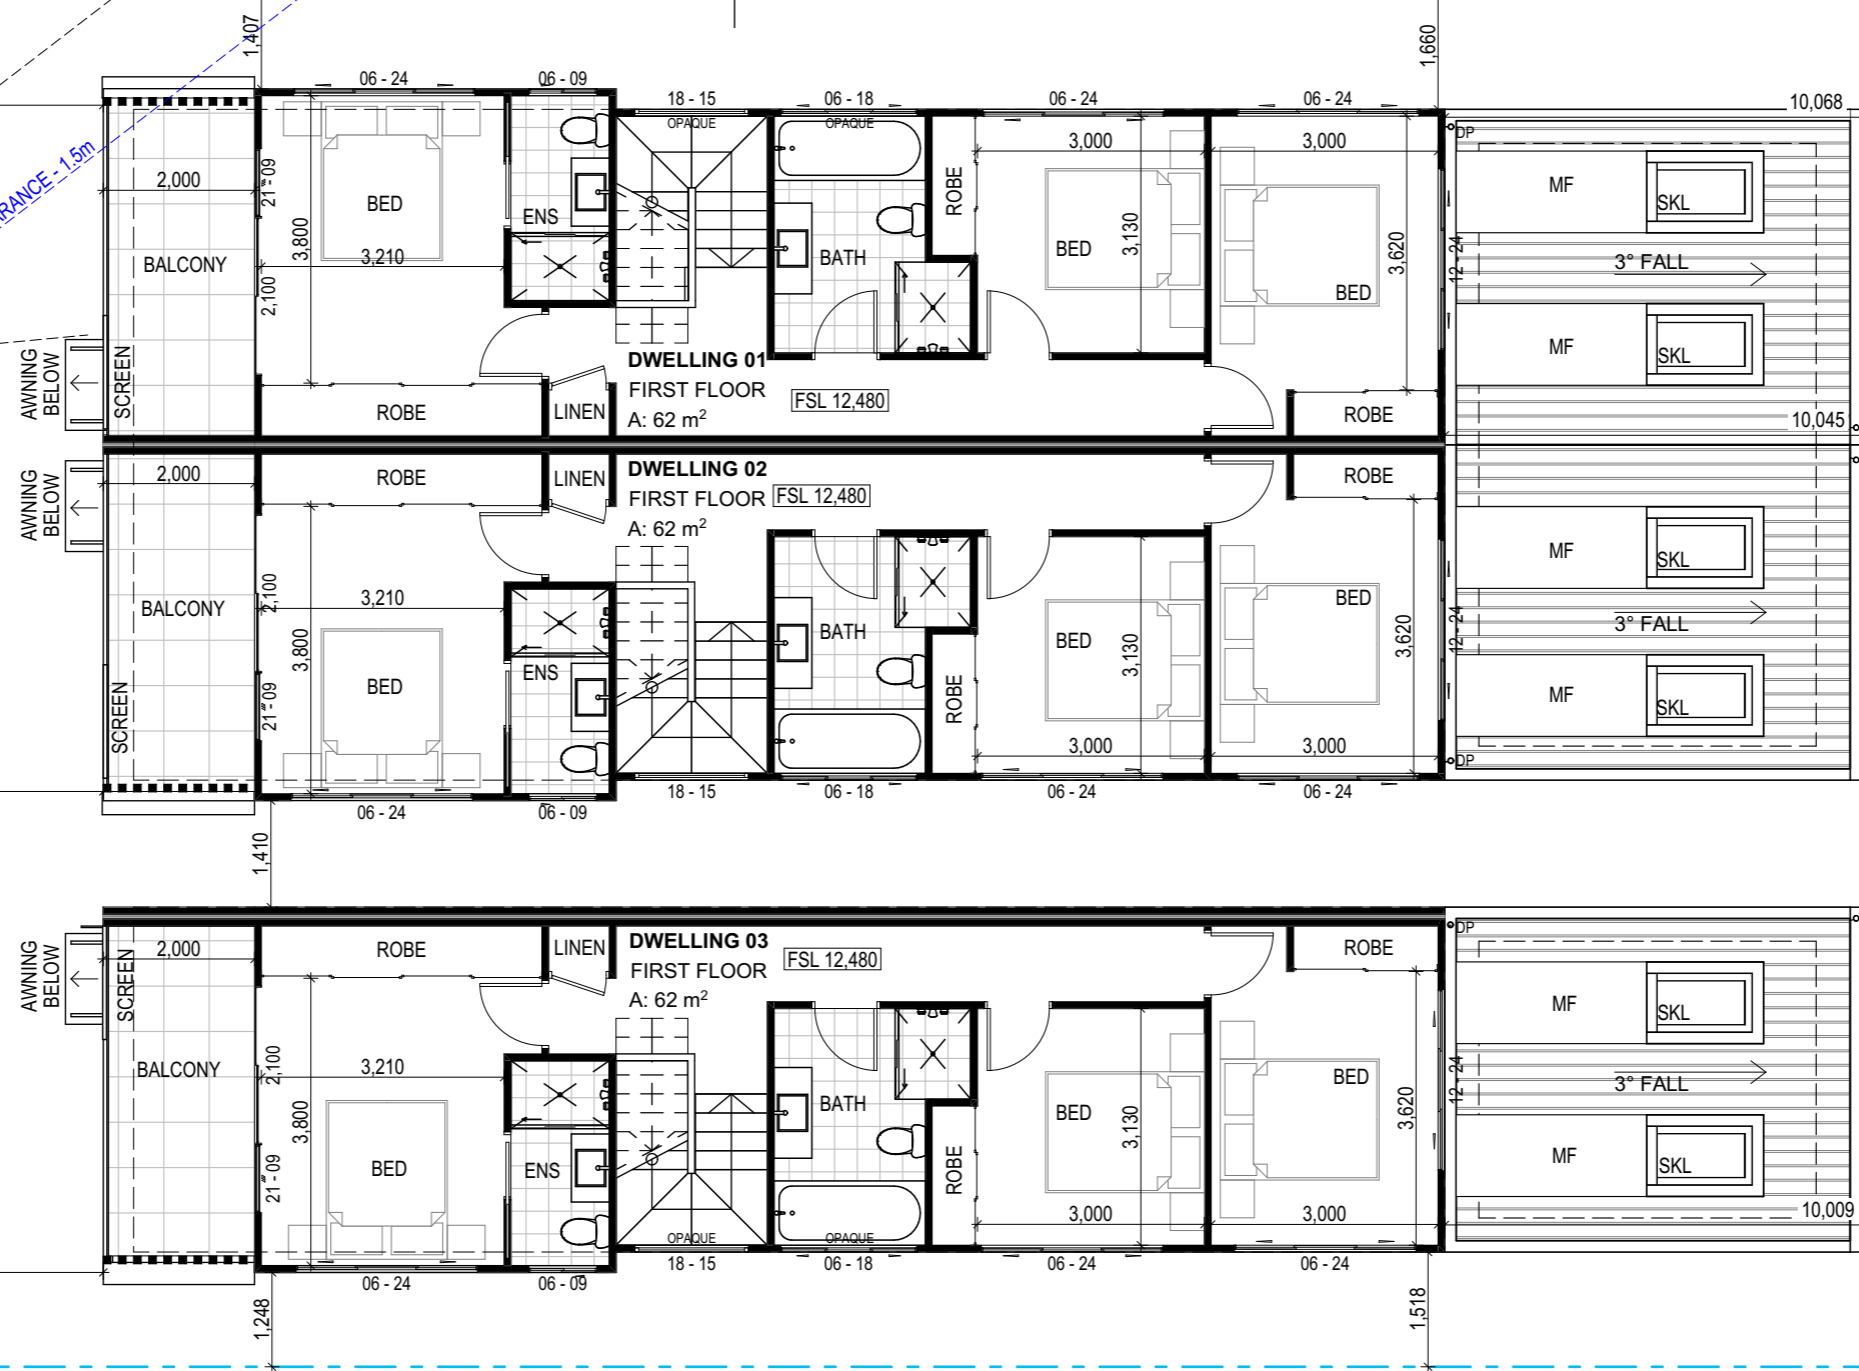 1,407
1,660
RANCE - 1.5m
06 - 24
06 - 09
18 - 15
OPAQUE
06 - 18
OPAQUE
06 - 24
06 - 24
10,068
DP
2,000
21 - 09
BED
ENS
ROBE
3,000
3,000
MF
SKL
BALCONY
3,800
3,210
2,100
BATH
BED
3,130
3,620
BED
12 - 24
3° FALL
AWNING
BELOW
SCREEN
ROBE
LINEN
DWELLING 01
FIRST FLOOR
A: 62 m²
FSL 12,480
ROBE
MF
SKL
10,045
AWNING
BELOW
2,000
ROBE
LINEN
DWELLING 02
FIRST FLOOR
FSL 12,480
A: 62 m²
ROBE
MF
SKL
BALCONY
2,100
3,210
3,800
BED
21 - 09
ENS
BATH
BED
3,130
ROBE
BED
3,620
12 - 24
3° FALL
SCREEN
3,000
3,000
MF
SKL
DP
06 - 24
06 - 09
18 - 15
06 - 18
06 - 24
06 - 24
1,410
AWNING
BELOW
SCREEN
2,000
ROBE
LINEN
DWELLING 03
FIRST FLOOR
FSL 12,480
A: 62 m²
ROBE
DP
MF
SKL
BALCONY
2,100
3,210
3,800
BED
21 - 09
ENS
BATH
BED
3,130
ROBE
BED
3,620
12 - 24
3° FALL
MF
SKL
3,000
3,000
10,009
OPAQUE
OPAQUE
06 - 24
06 - 09
18 - 15
06 - 18
06 - 24
06 - 24
1,248
1,518